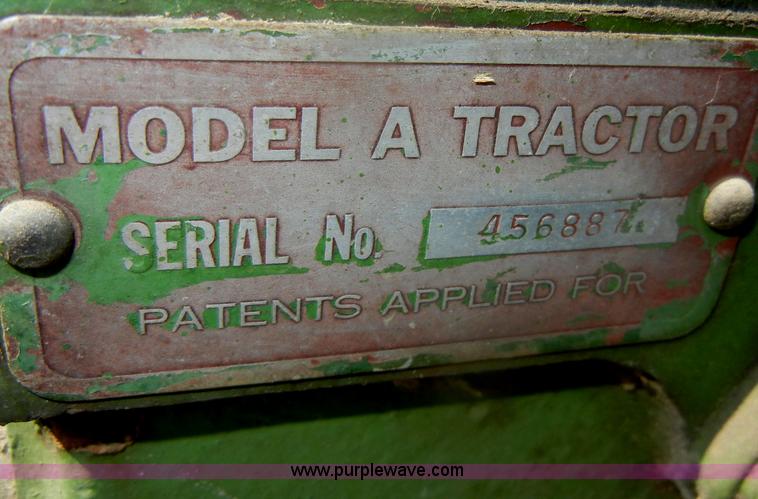 MODEL A TRACTOR
SERIAL No. 456887
PATENTS APPLIED FOR
www.purplewave.com